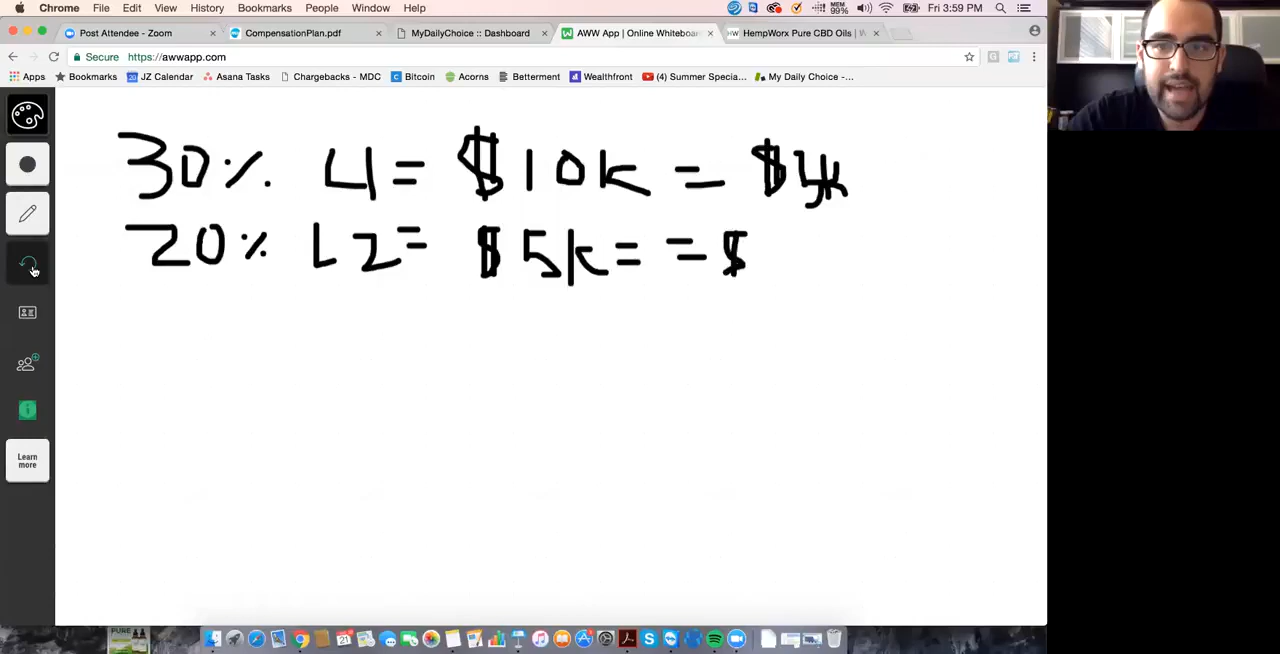 Chrome File Edit View History Bookmarks People Window Help MEM 99% Fri 3:59 PM
Post Attendee - Zoom CompensationPlan.pdf MyDailyChoice :: Dashboard AWW App | Online Whiteboa HempWorx Pure CBD Oils | W
Secure https://awwapp.com
Apps Bookmarks JZ Calendar Asana Tasks Chargebacks - MDC Bitcoin Acorns Betterment Wealthfront (4) Summer Specia... My Daily Choice -...
30% L1 = $10k = $
20% L2 = $5k = = $
Learn
more
PURE